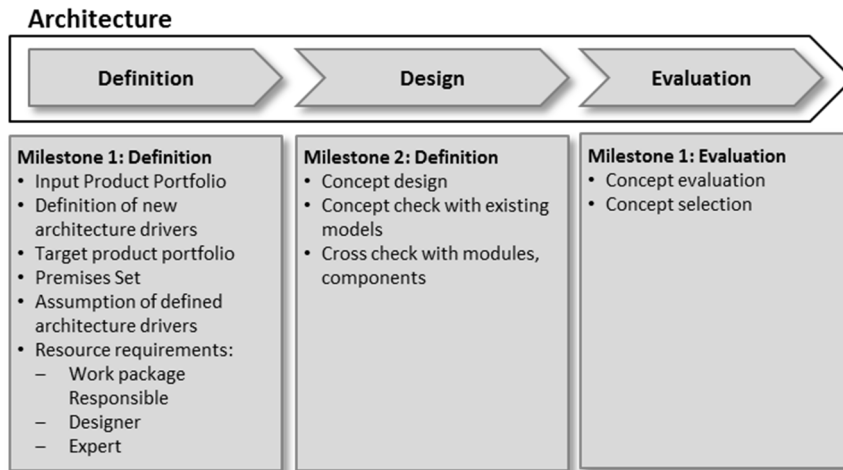 Architecture
Definition
Design
Evaluation
Milestone 1: Definition
• Input Product Portfolio
• Definition of new
architecture drivers
• Target product portfolio
• Premises Set
• Assumption of defined
architecture drivers
• Resource requirements:
– Work package
Responsible
– Designer
– Expert
Milestone 2: Definition
• Concept design
• Concept check with existing
models
• Cross check with modules,
components
Milestone 1: Evaluation
• Concept evaluation
• Concept selection